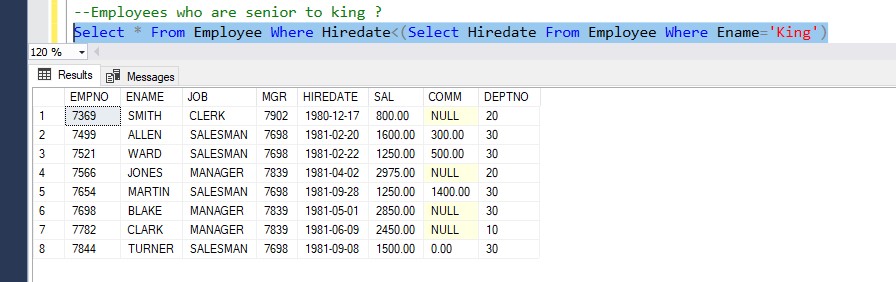 --Employees who are senior to king ?
Select * From Employee Where Hiredate<(Select Hiredate From Employee Where Ename='King')
120 %
Results Messages
EMPNO ENAME JOB MGR HIREDATE SAL COMM DEPTNO
1 7369 SMITH CLERK 7902 1980-12-17 800.00 NULL 20
2 7499 ALLEN SALESMAN 7698 1981-02-20 1600.00 300.00 30
3 7521 WARD SALESMAN 7698 1981-02-22 1250.00 500.00 30
4 7566 JONES MANAGER 7839 1981-04-02 2975.00 NULL 20
5 7654 MARTIN SALESMAN 7698 1981-09-28 1250.00 1400.00 30
6 7698 BLAKE MANAGER 7839 1981-05-01 2850.00 NULL 30
7 7782 CLARK MANAGER 7839 1981-06-09 2450.00 NULL 10
8 7844 TURNER SALESMAN 7698 1981-09-08 1500.00 0.00 30